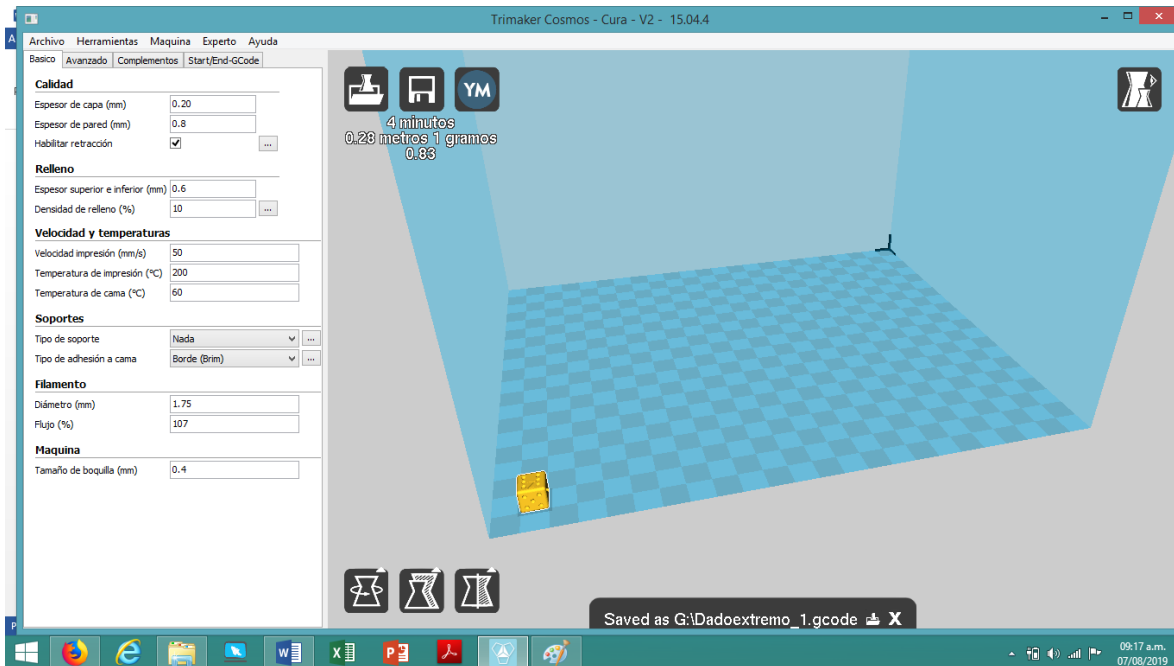 Trimaker Cosmos - Cura - V2 - 15.04.4
Archivo Herramientas Maquina Experto Ayuda
Basico Avanzado Complementos Start/End-GCode
Calidad
Espesor de capa (mm) 0.20
Espesor de pared (mm) 0.8
Habilitar retracción ...
Relleno
Espesor superior e inferior (mm) 0.6
Densidad de relleno (%) 10 ...
Velocidad y temperaturas
Velocidad impresión (mm/s) 50
Temperatura de impresión (ºC) 200
Temperatura de cama (ºC) 60
Soportes
Tipo de soporte Nada ...
Tipo de adhesión a cama Borde (Brim) ...
Filamento
Diámetro (mm) 1.75
Flujo (%) 107
Maquina
Tamaño de boquilla (mm) 0.4
YM
4 minutos
0.28 metros 1 gramos
0.83
Saved as G:\Dadoextremo_1.gcode X
09:17 a.m.
07/08/2019